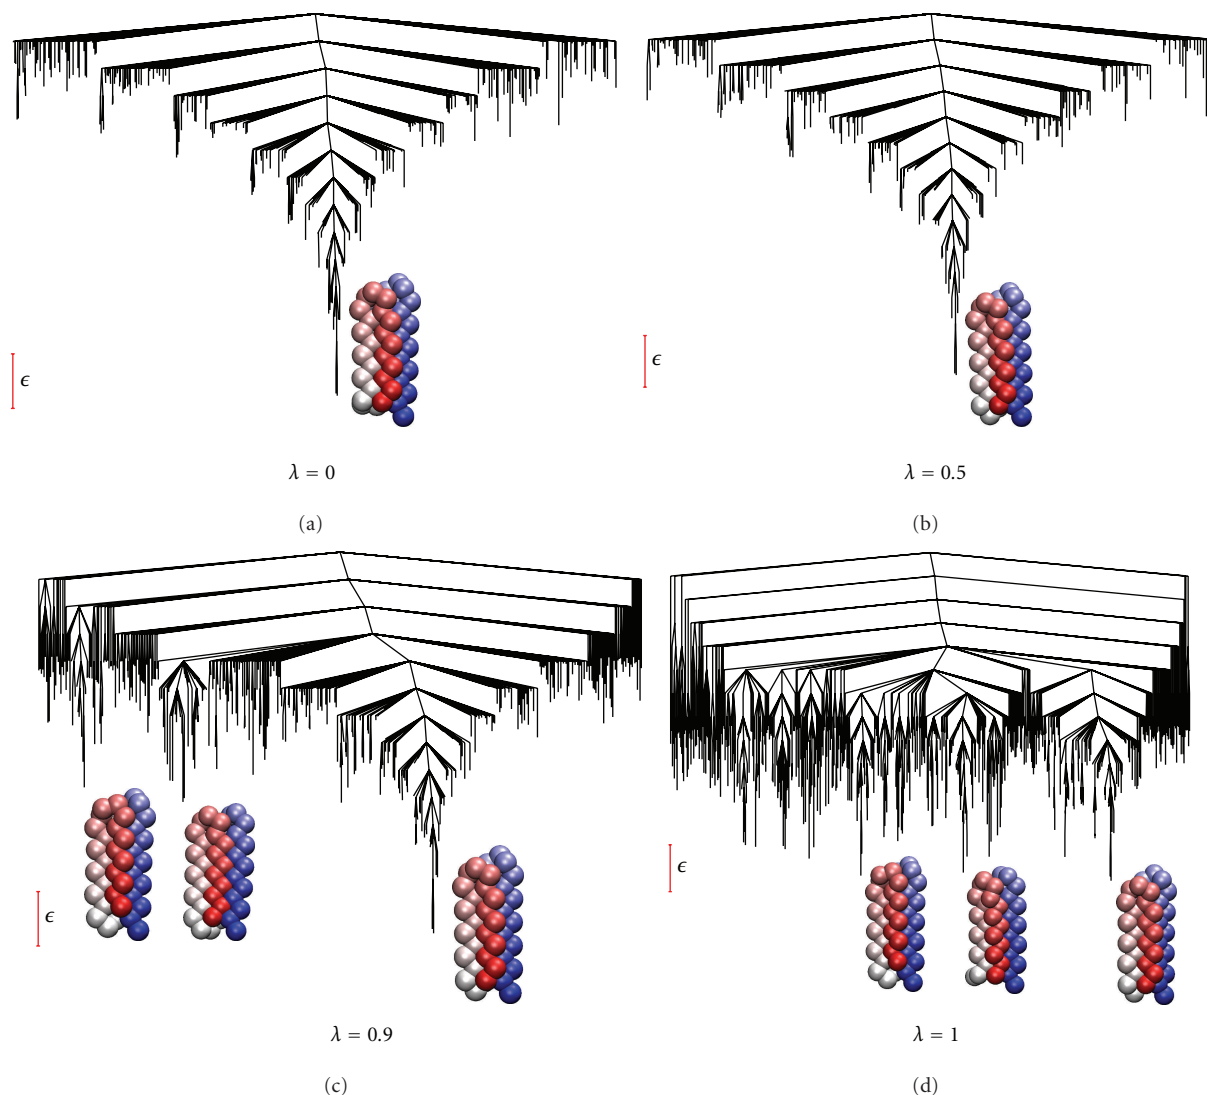 ϵ
ϵ
λ = 0
λ = 0.5
(a)
(b)
ϵ
ϵ
λ = 0.9
λ = 1
(c)
(d)